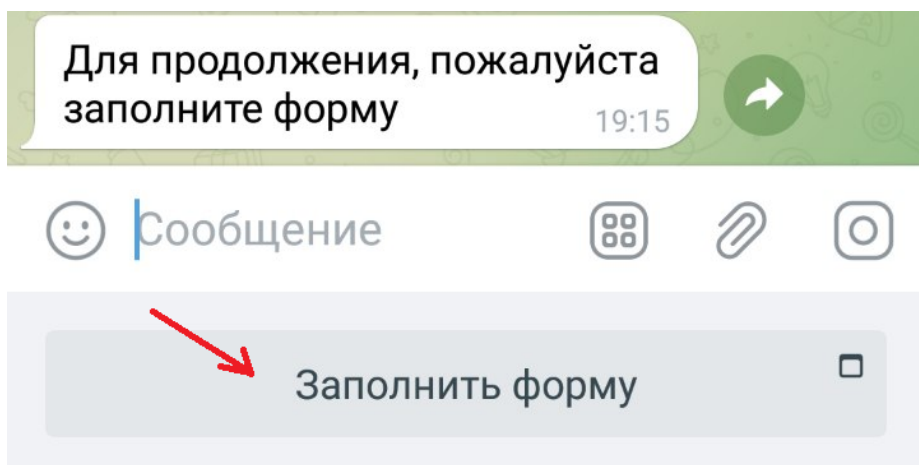 Для продолжения, пожалуйста
заполните форму
19:15
Сообщение
Заполнить форму